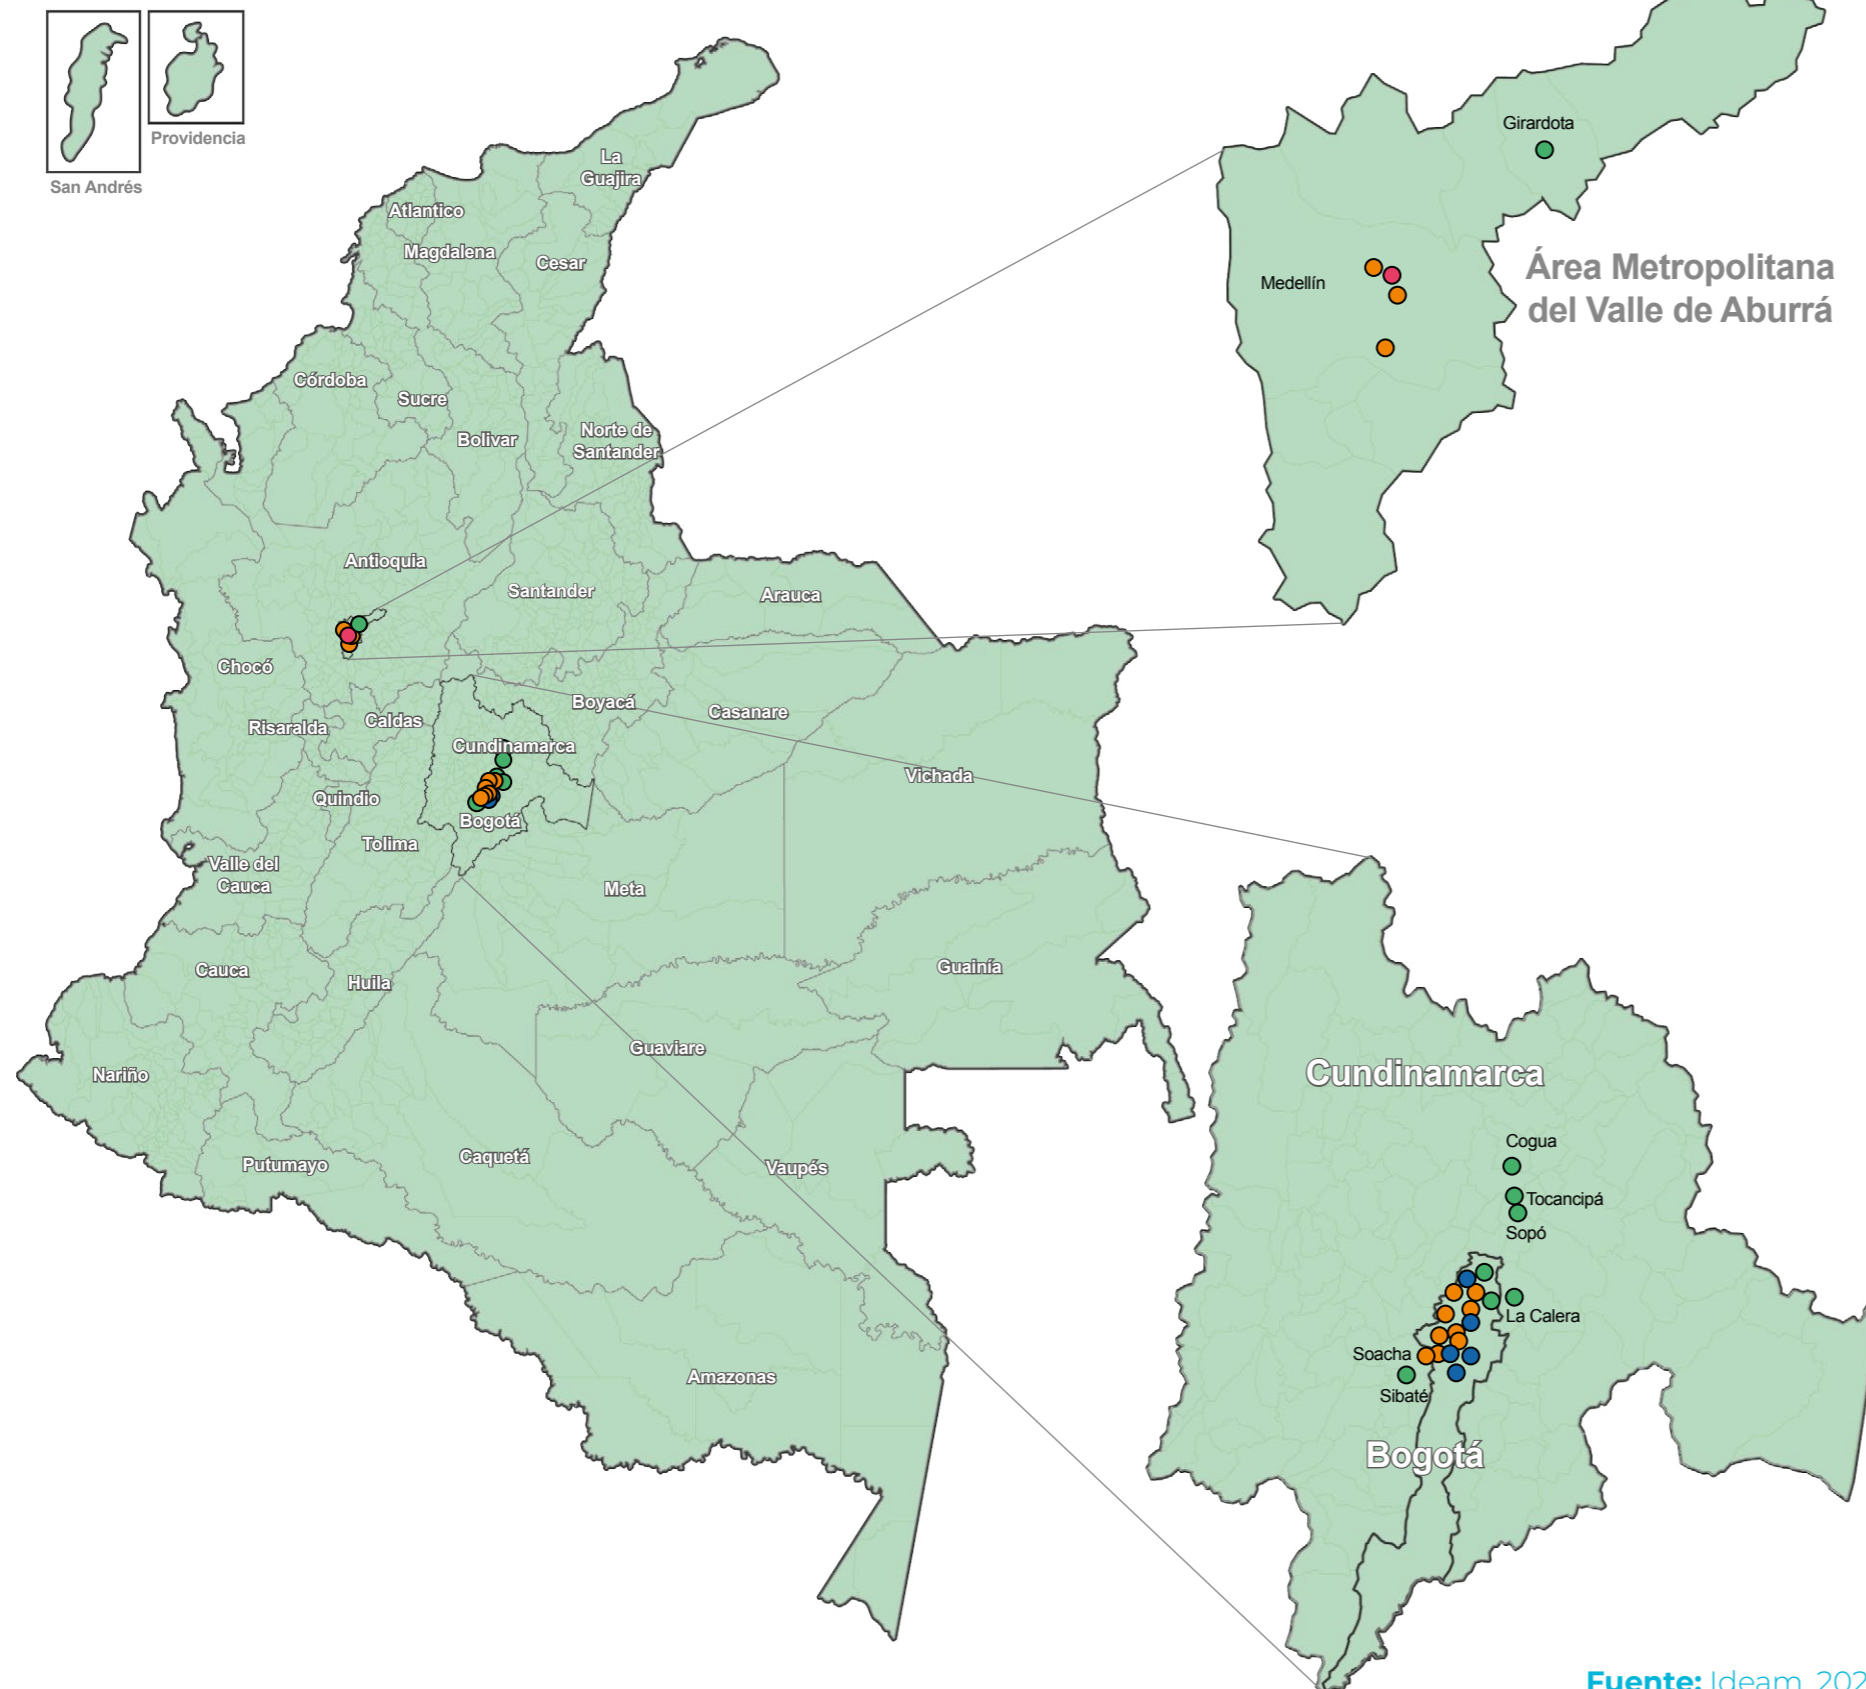 Providencia
San Andrés
La
Guajira
Atlantico
Magdalena
Cesar
Córdoba
Sucre
Bolivar
Norte de
Santander
Antioquia
Santander
Arauca
Chocó
Boyacá
Casanare
Risaralda
Caldas
Cundinamarca
Vichada
Quindio
Bogotá
Tolima
Valle del
Cauca
Meta
Cauca
Huila
Guainía
Guaviare
Nariño
Putumayo
Caquetá
Vaupés
Amazonas
Girardota
Medellín
Área Metropolitana
del Valle de Aburrá
Cundinamarca
Cogua
Tocancipá
Sopó
La Calera
Soacha
Sibaté
Bogotá
Fuente: Ideam, 202